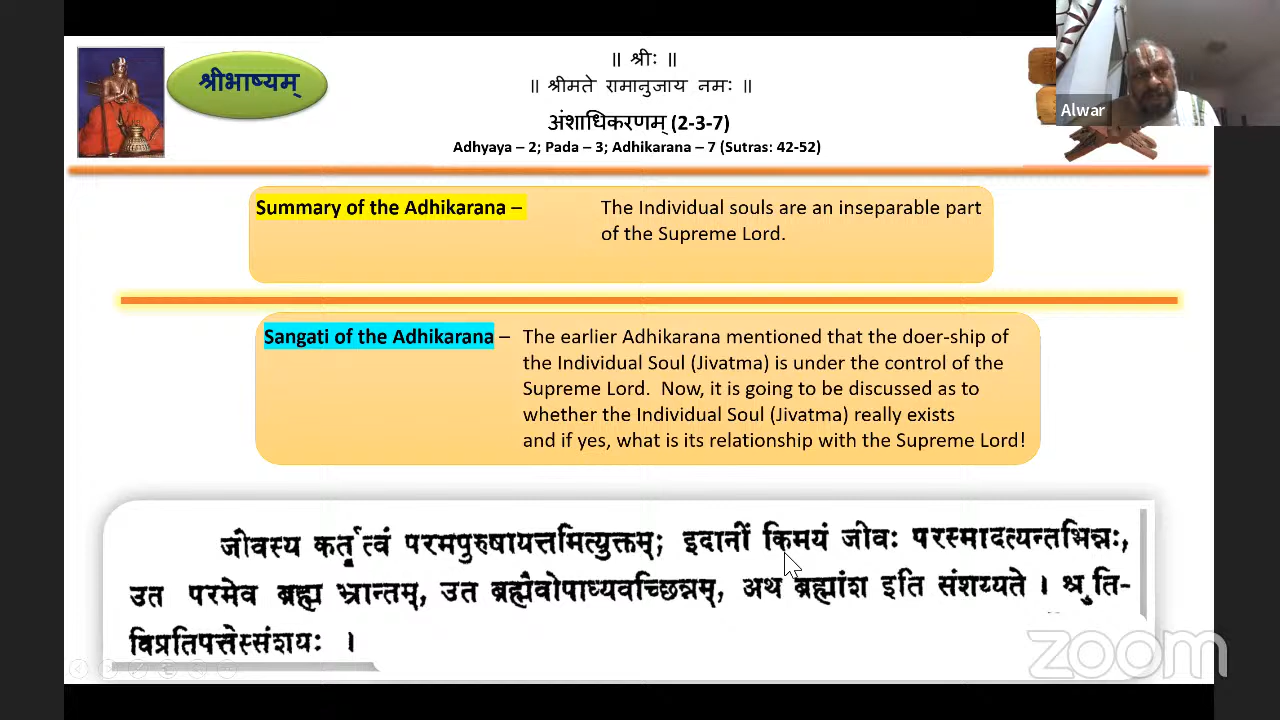 श्रीभाष्यम्
॥ श्रीः ॥
॥ श्रीमते रामानुजाय नमः ॥
अंशाधिकरणम् (2-3-7)
Adhyaya – 2; Pada – 3; Adhikarana – 7 (Sutras: 42-52)
Alwar
Summary of the Adhikarana – The Individual souls are an inseparable part
of the Supreme Lord.
Sangati of the Adhikarana – The earlier Adhikarana mentioned that the doer-ship of
the Individual Soul (Jivatma) is under the control of the
Supreme Lord. Now, it is going to be discussed as to
whether the Individual Soul (Jivatma) really exists
and if yes, what is its relationship with the Supreme Lord!
जीवस्य कर्तृत्वं परमपुरुषायत्तमित्युक्तम्; इदानीं किमयं जीवः परस्मादत्यन्तभिन्नः,
उत परमेव ब्रह्म भ्रान्तम्, उत ब्रह्मैवोपाध्यवच्छिन्नम्, अथ ब्रह्मांश इति संशय्यते । श्रुति-
विप्रतिपत्तेस्संशयः ।
zoom